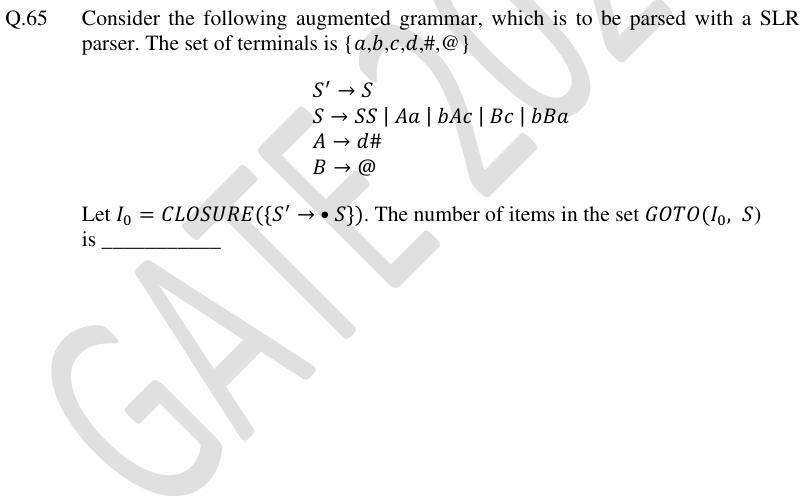 Q.65 Consider the following augmented grammar, which is to be parsed with a SLR
parser. The set of terminals is {a,b,c,d,#,@}
S′ → S
S → SS | Aa | bAc | Bc | bBa
A → d#
B → @
Let I₀ = CLOSURE({S′ → • S}). The number of items in the set GOTO(I₀, S)
is ___________